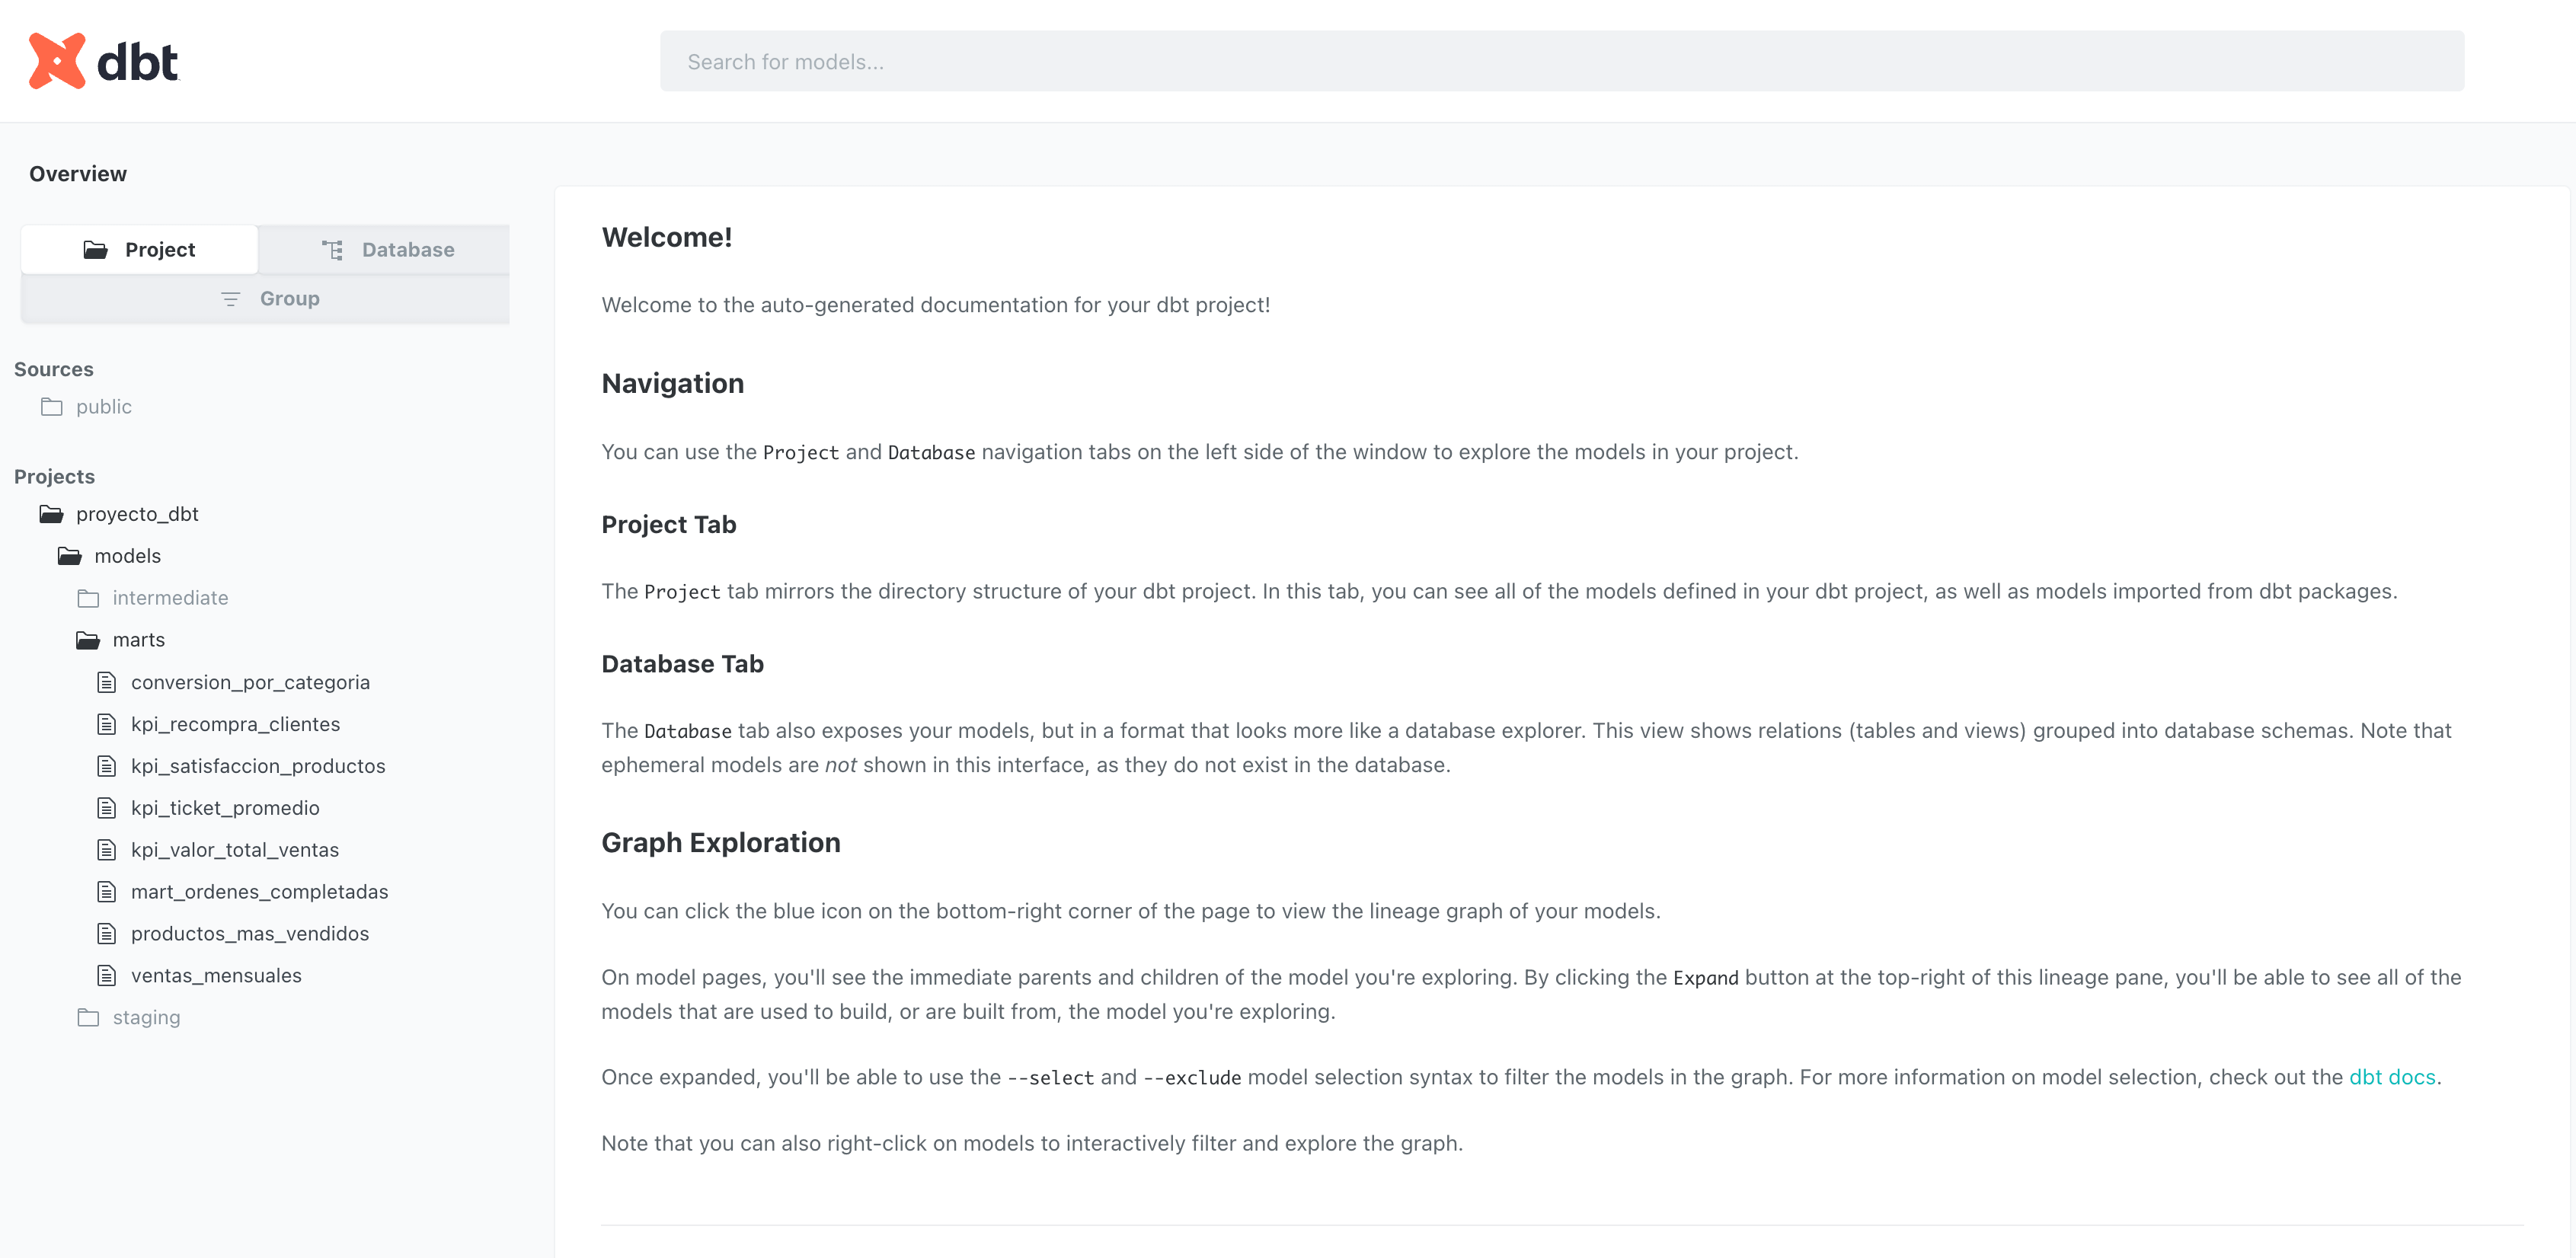 dbt
Search for models...
Overview
Project
Database
Group
Sources
public
Projects
proyecto_dbt
models
intermediate
marts
conversion_por_categoria
kpi_recompra_clientes
kpi_satisfaccion_productos
kpi_ticket_promedio
kpi_valor_total_ventas
mart_ordenes_completadas
productos_mas_vendidos
ventas_mensuales
staging
Welcome!
Welcome to the auto-generated documentation for your dbt project!
Navigation
You can use the Project and Database navigation tabs on the left side of the window to explore the models in your project.
Project Tab
The Project tab mirrors the directory structure of your dbt project. In this tab, you can see all of the models defined in your dbt project, as well as models imported from dbt packages.
Database Tab
The Database tab also exposes your models, but in a format that looks more like a database explorer. This view shows relations (tables and views) grouped into database schemas. Note that
ephemeral models are not shown in this interface, as they do not exist in the database.
Graph Exploration
You can click the blue icon on the bottom-right corner of the page to view the lineage graph of your models.
On model pages, you'll see the immediate parents and children of the model you're exploring. By clicking the Expand button at the top-right of this lineage pane, you'll be able to see all of the
models that are used to build, or are built from, the model you're exploring.
Once expanded, you'll be able to use the --select and --exclude model selection syntax to filter the models in the graph. For more information on model selection, check out the dbt docs.
Note that you can also right-click on models to interactively filter and explore the graph.